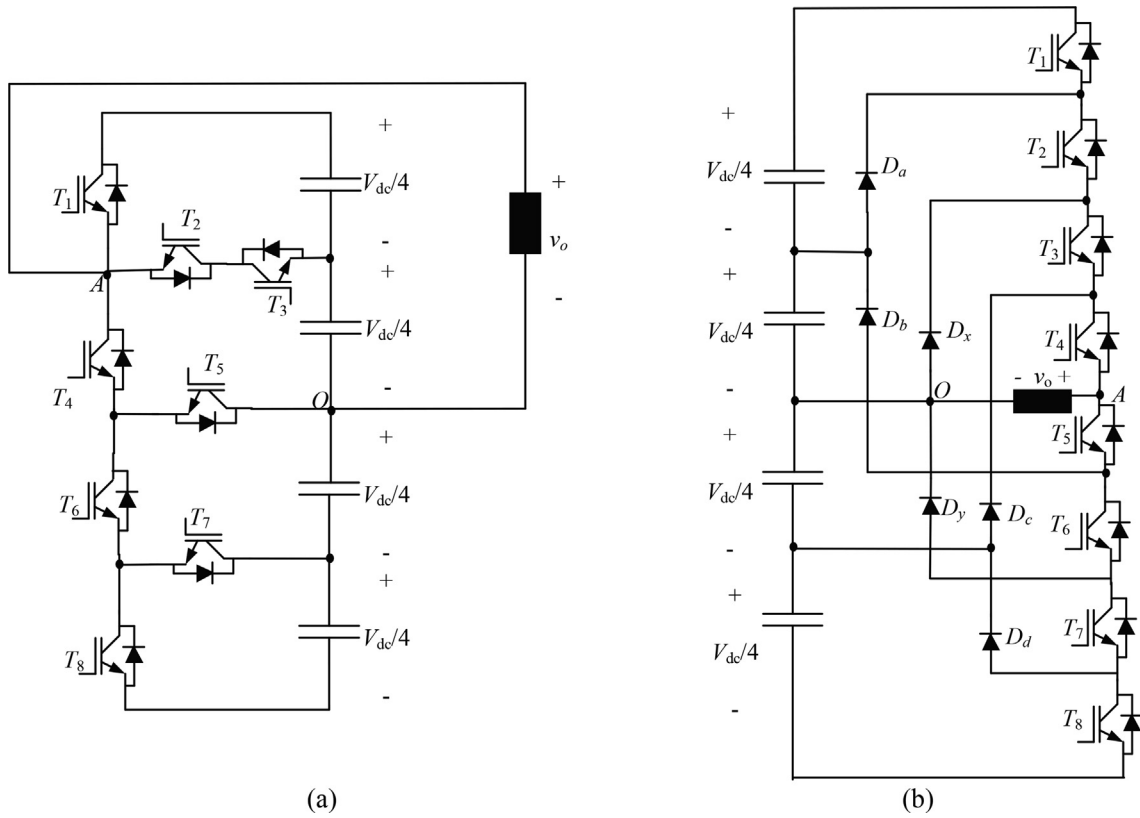 T1
+
Vdc/4
-
T2
A
T3
+
Vdc/4
-
+
vo
-
T4
T5
O
+
Vdc/4
-
T6
T7
+
Vdc/4
-
T8
(a)
T1
+
Vdc/4
-
Da
T2
T3
+
Vdc/4
-
Db
Dx
T4
- vo +
O
A
T5
+
Vdc/4
-
Dy
Dc
T6
+
Vdc/4
-
Dd
T7
T8
(b)